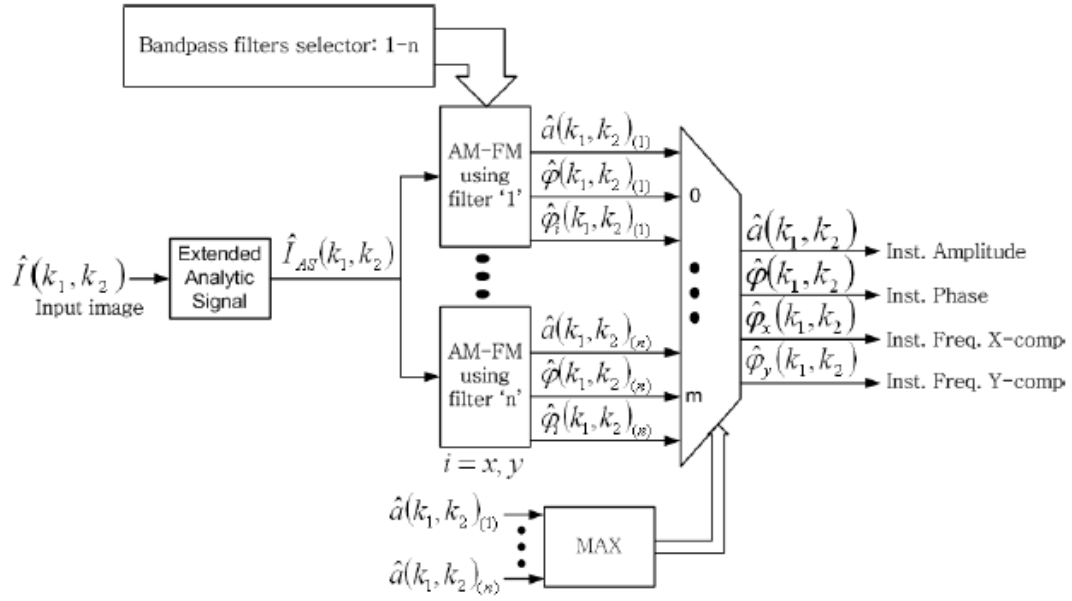 Bandpass filters selector: 1-n
AM-FM
using
filter ‘1’
â(k₁,k₂)₍₁₎
φ̂(k₁,k₂)₍₁₎
φ̂ᵢ(k₁,k₂)₍₁₎
0
Î(k₁,k₂)
Input image
Extended
Analytic
Signal
Î_AS(k₁,k₂)
AM-FM
using
filter ‘n’
â(k₁,k₂)₍ₙ₎
φ̂(k₁,k₂)₍ₙ₎
φ̂ᵢ(k₁,k₂)₍ₙ₎
m
i = x, y
â(k₁,k₂)
Inst. Amplitude
φ̂(k₁,k₂)
Inst. Phase
φ̂ₓ(k₁,k₂)
Inst. Freq. X-comp
φ̂_y(k₁,k₂)
Inst. Freq. Y-comp
â(k₁,k₂)₍₁₎
â(k₁,k₂)₍ₙ₎
MAX